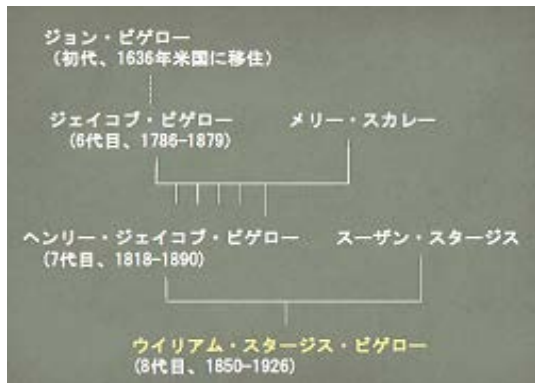 ジョン・ビゲロー
（初代、1636年米国に移住）
ジェイコブ・ビゲロー
メリー・スカレー
(6代目、1786-1879)
ヘンリー・ジェイコブ・ビゲロー
スーザン・スタージス
(7代目、1818-1890)
ウイリアム・スタージス・ビゲロー
(8代目、1850-1926)